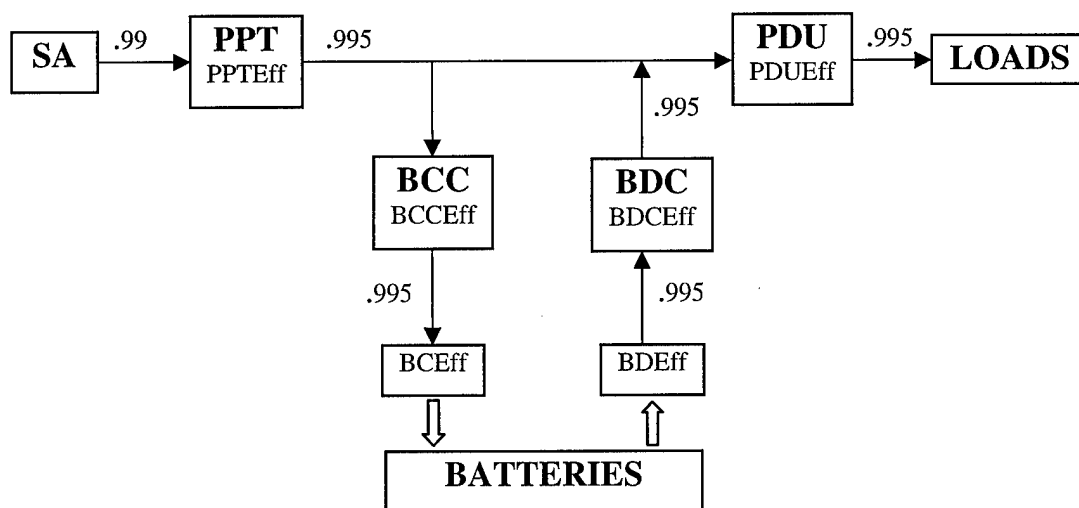 SA
.99
PPT
PPTEff
.995
PDU
PDUEff
.995
LOADS
.995
BCC
BCCEff
BDC
BDCEff
.995
.995
BCEff
BDEff
BATTERIES